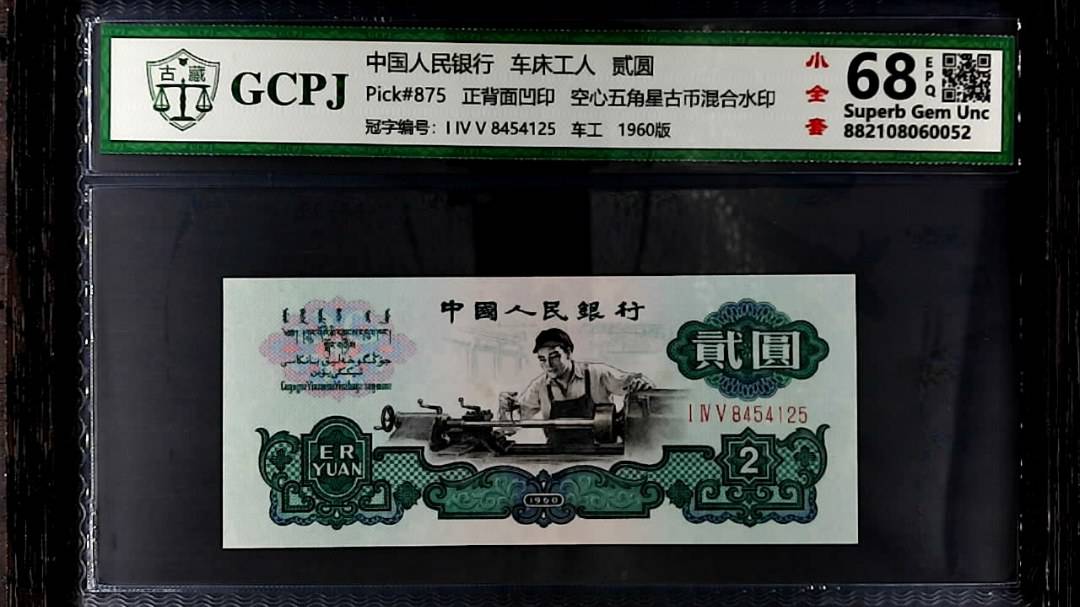 古藏
GCPJ
中国人民银行 车床工人 贰圆
Pick#875 正背面凹印 空心五角星古币混合水印
冠字编号: I IV V 8454125 车工 1960版
小全套
68
EPQ
Superb Gem Unc
882108060052
中國人民銀行
貳圓
I IV V 8454125
ER
YUAN
1960
2